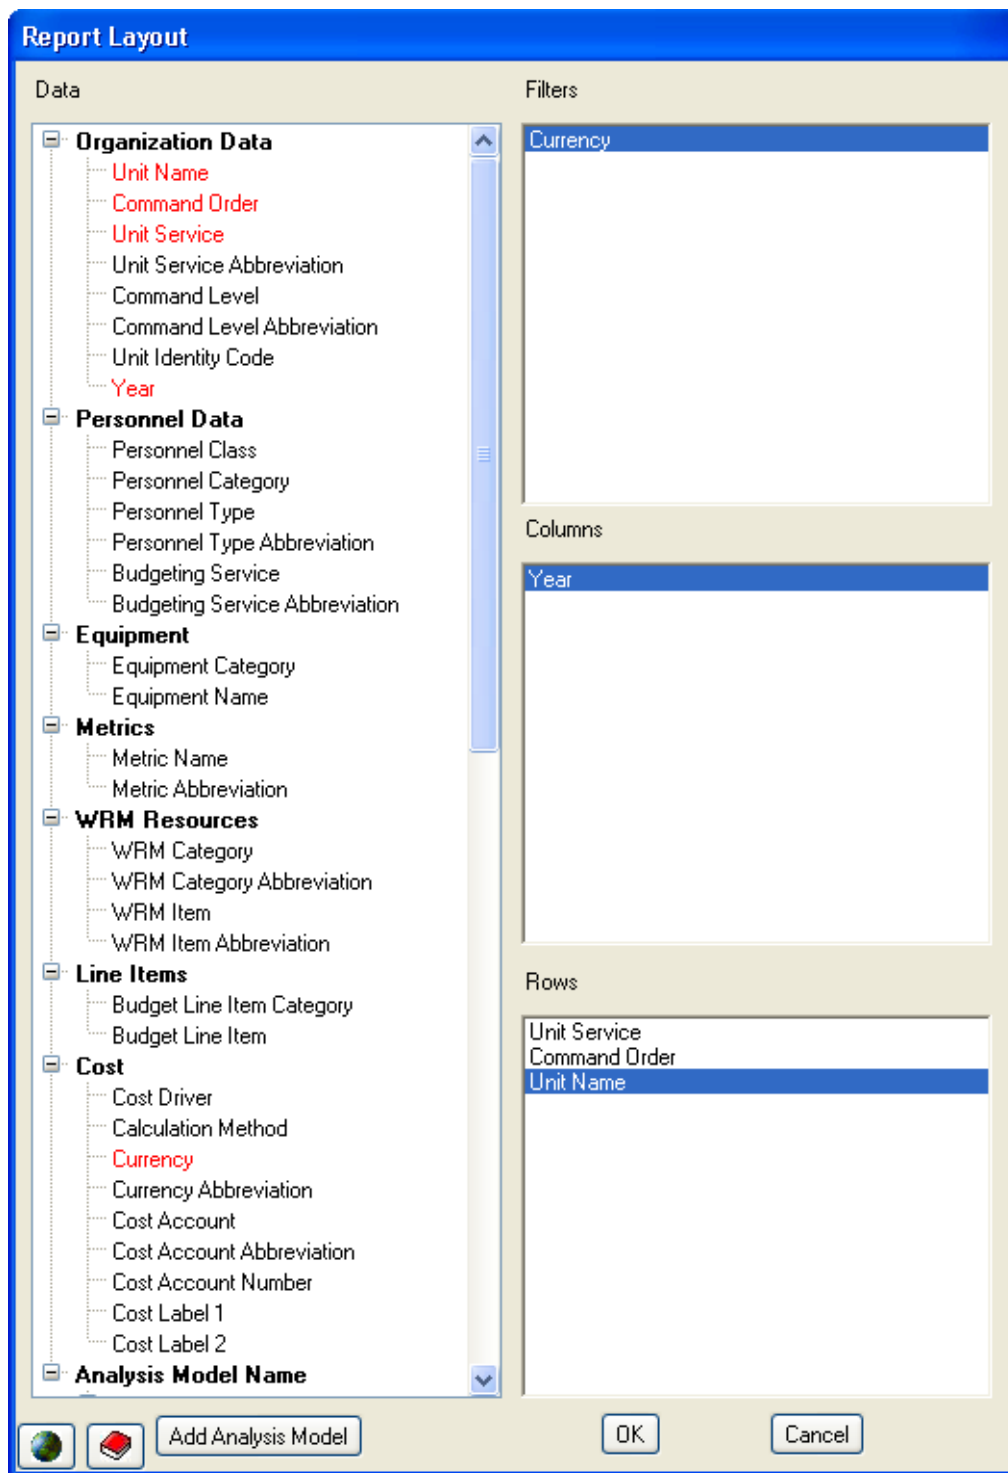 Report Layout
Data
Organization Data
Unit Name
Command Order
Unit Service
Unit Service Abbreviation
Command Level
Command Level Abbreviation
Unit Identity Code
Year
Personnel Data
Personnel Class
Personnel Category
Personnel Type
Personnel Type Abbreviation
Budgeting Service
Budgeting Service Abbreviation
Equipment
Equipment Category
Equipment Name
Metrics
Metric Name
Metric Abbreviation
WRM Resources
WRM Category
WRM Category Abbreviation
WRM Item
WRM Item Abbreviation
Line Items
Budget Line Item Category
Budget Line Item
Cost
Cost Driver
Calculation Method
Currency
Currency Abbreviation
Cost Account
Cost Account Abbreviation
Cost Account Number
Cost Label 1
Cost Label 2
Analysis Model Name
Filters
Currency
Columns
Year
Rows
Unit Service
Command Order
Unit Name
Add Analysis Model
OK
Cancel